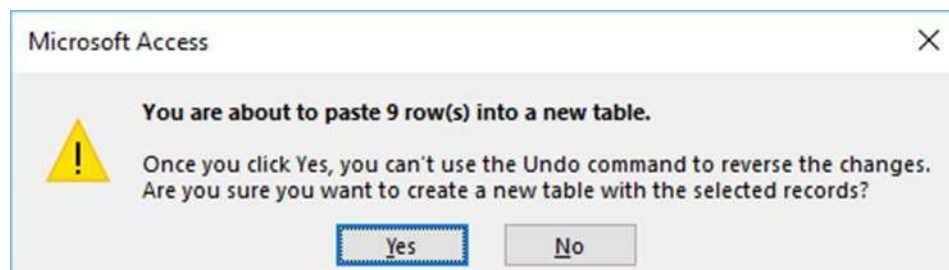 Microsoft Access
You are about to paste 9 row(s) into a new table.
Once you click Yes, you can't use the Undo command to reverse the changes.
Are you sure you want to create a new table with the selected records?
Yes No